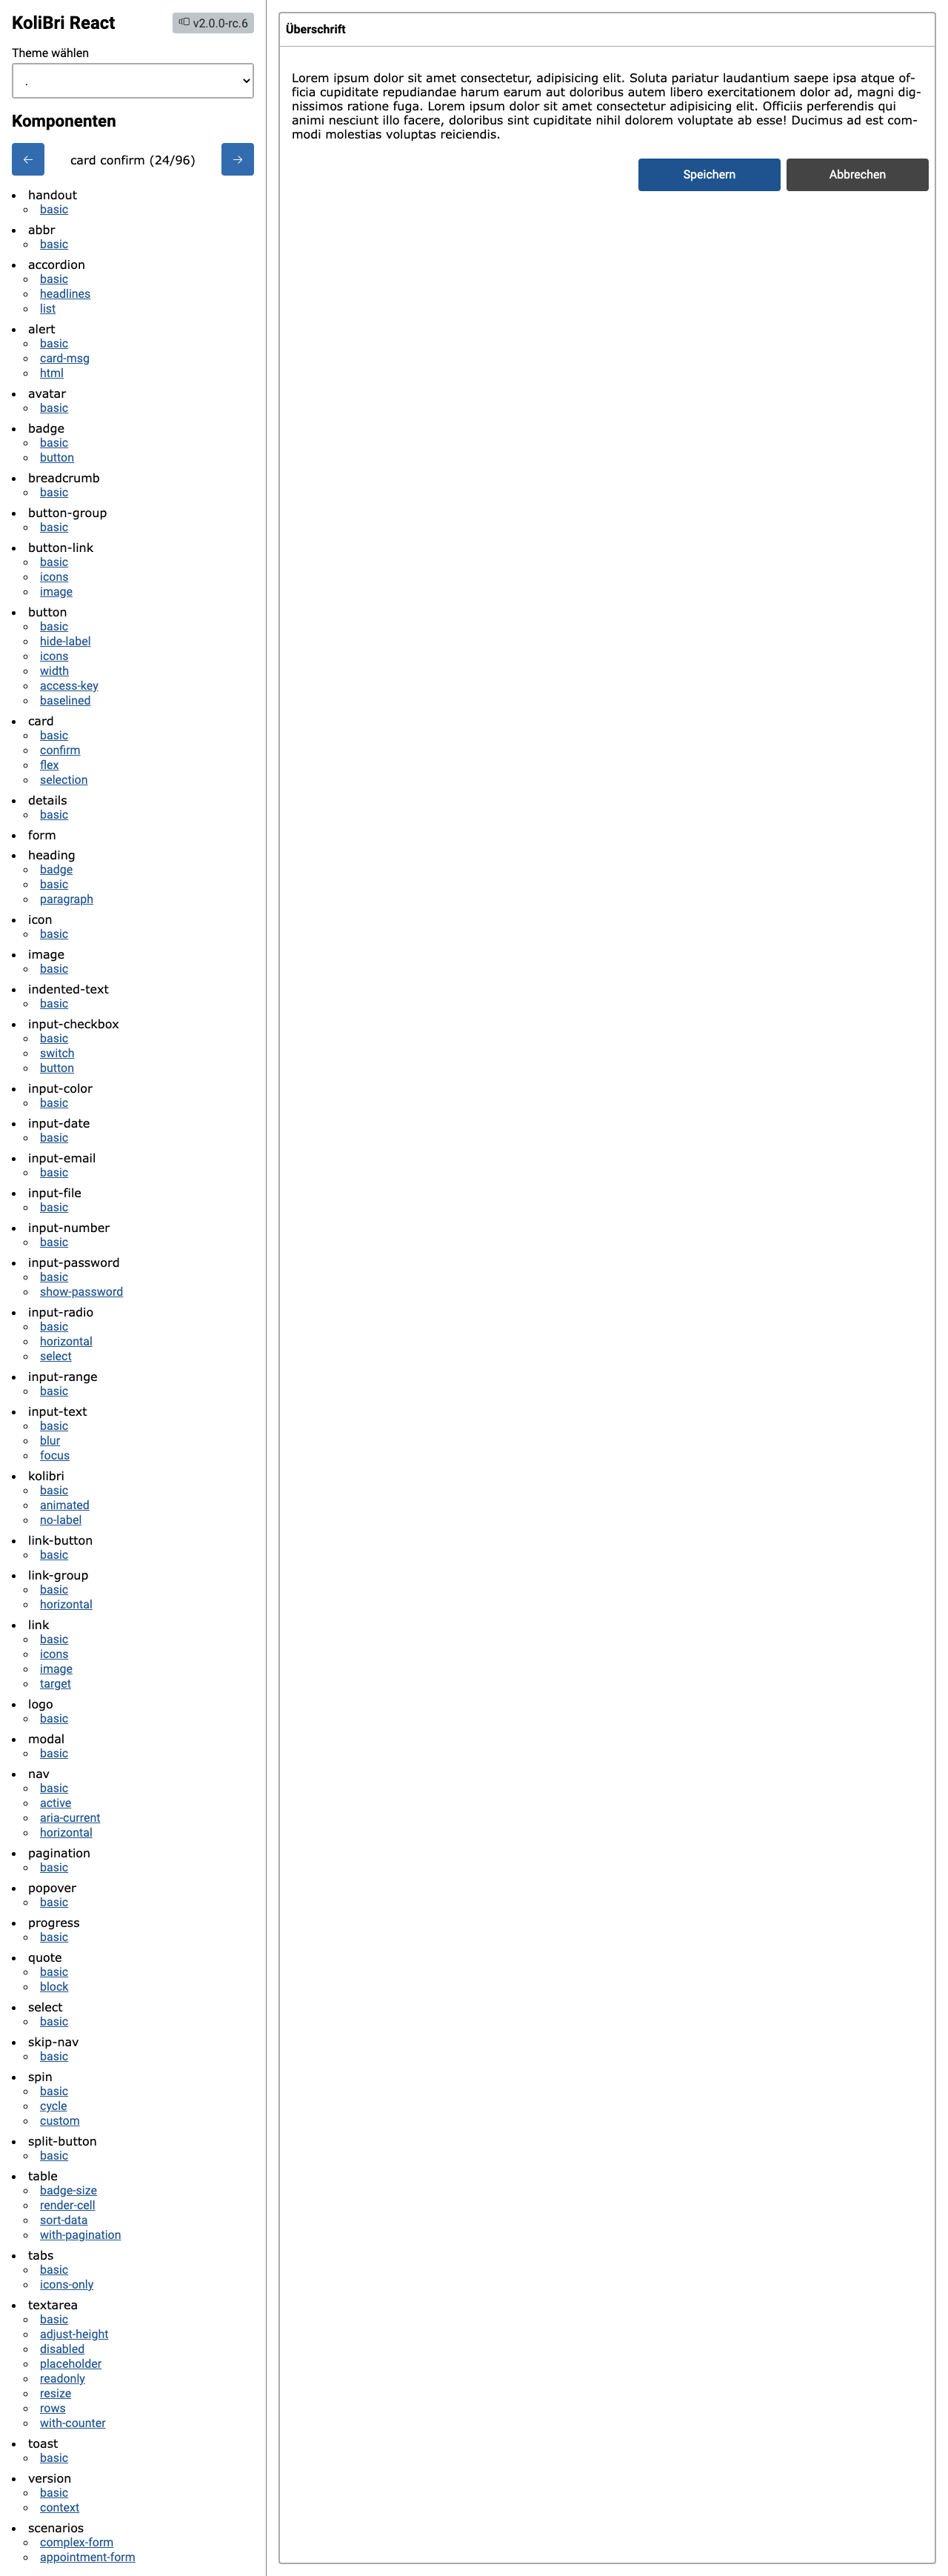 KoliBri React
v2.0.0-rc.6
Theme wählen
.
Komponenten
← card confirm (24/96) →
handout
basic
abbr
basic
accordion
basic
headlines
list
alert
basic
card-msg
html
avatar
basic
badge
basic
button
breadcrumb
basic
button-group
basic
button-link
basic
icons
image
button
basic
hide-label
icons
width
access-key
baselined
card
basic
confirm
flex
selection
details
basic
form
heading
badge
basic
paragraph
icon
basic
image
basic
indented-text
basic
input-checkbox
basic
switch
button
input-color
basic
input-date
basic
input-email
basic
input-file
basic
input-number
basic
input-password
basic
show-password
input-radio
basic
horizontal
select
input-range
basic
input-text
basic
blur
focus
kolibri
basic
animated
no-label
link-button
basic
link-group
basic
horizontal
link
basic
icons
image
target
logo
basic
modal
basic
nav
basic
active
aria-current
horizontal
pagination
basic
popover
basic
progress
basic
quote
basic
block
select
basic
skip-nav
basic
spin
basic
cycle
custom
split-button
basic
table
badge-size
render-cell
sort-data
with-pagination
tabs
basic
icons-only
textarea
basic
adjust-height
disabled
placeholder
readonly
resize
rows
with-counter
toast
basic
version
basic
context
scenarios
complex-form
appointment-form
Überschrift
Lorem ipsum dolor sit amet consectetur, adipisicing elit. Soluta pariatur laudantium saepe ipsa atque of-
ficia cupiditate repudiandae harum earum aut doloribus autem libero exercitationem dolor ad, magni dig-
nissimos ratione fuga. Lorem ipsum dolor sit amet consectetur adipisicing elit. Officiis perferendis qui
animi nesciunt illo facere, doloribus sint cupiditate nihil dolorem voluptate ab esse! Ducimus ad est com-
modi molestias voluptas reiciendis.
Speichern
Abbrechen